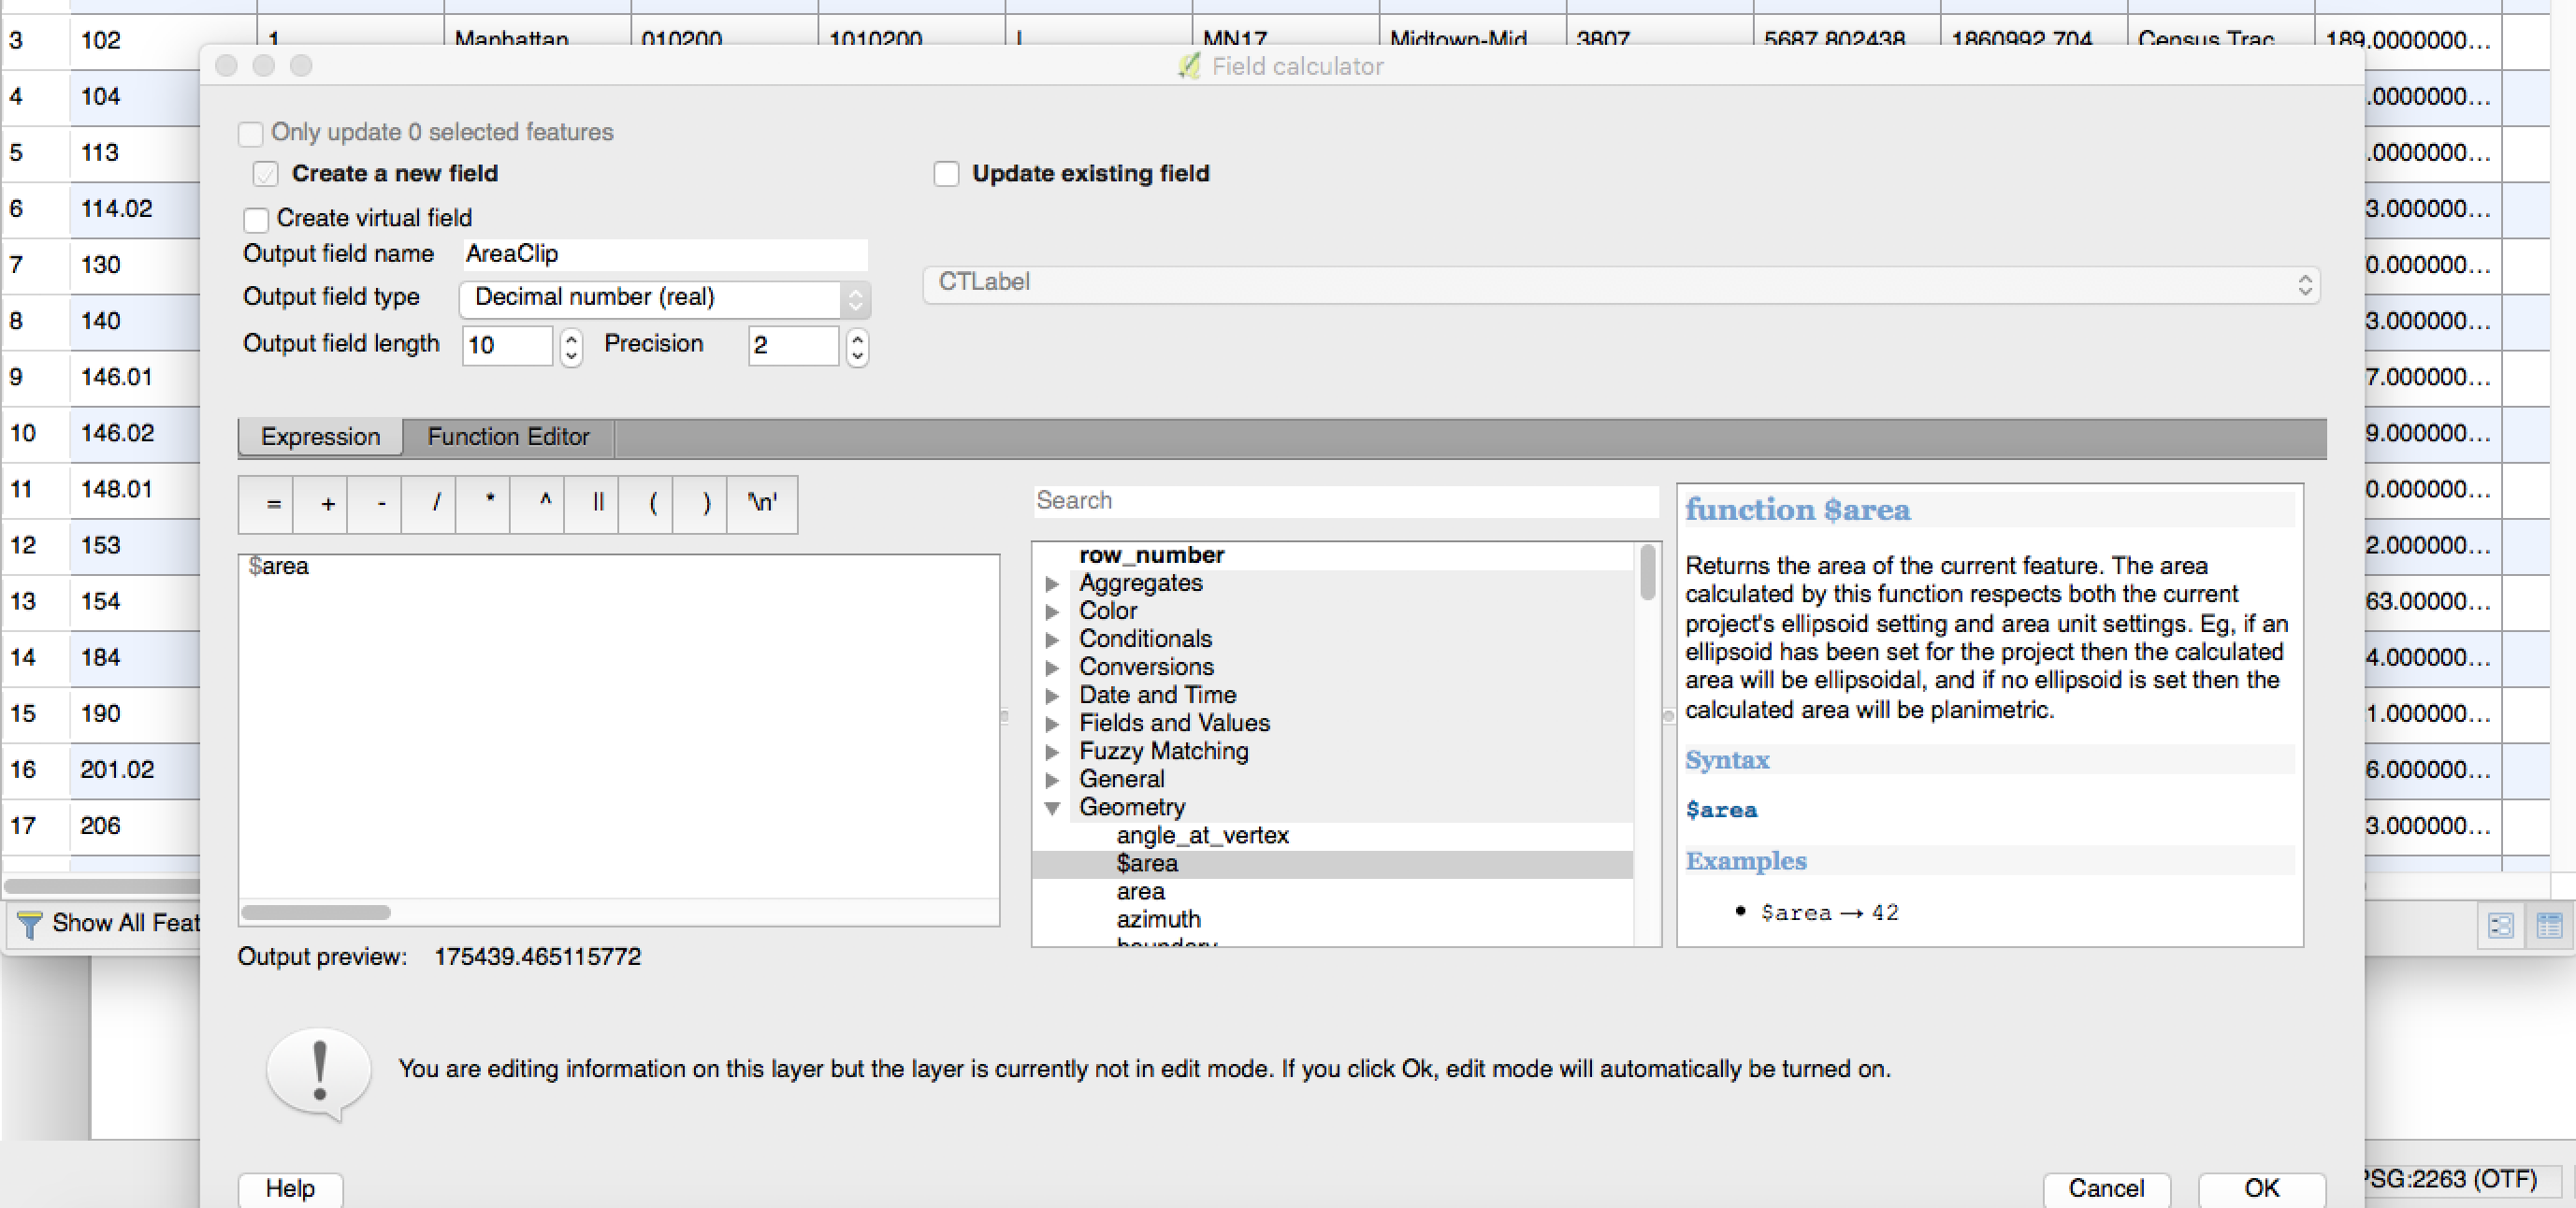 3 102 1 Manhattan 010200 1010200 I MN17 Midtown-Mid 3807 5687.802438 1860992.704 Census Trac 189.0000000...
Field calculator
4 104 .0000000...
Only update 0 selected features
5 113 .0000000...
Create a new field Update existing field
6 114.02 3.000000...
Create virtual field
Output field name AreaClip
7 130 0.000000...
CTLabel
Output field type Decimal number (real)
8 140 3.000000...
Output field length 10 Precision 2
9 146.01 7.000000...
10 146.02 9.000000...
Expression Function Editor
11 148.01 0.000000...
= + - / * ^ || ( ) '\n'
Search
function $area
12 153 2.000000...
$area
row_number
Aggregates
Color
Conditionals
Conversions
Date and Time
Fields and Values
Fuzzy Matching
General
Geometry
angle_at_vertex
$area
area
azimuth
boundary
Returns the area of the current feature. The area
calculated by this function respects both the current
project's ellipsoid setting and area unit settings. Eg, if an
ellipsoid has been set for the project then the calculated
area will be ellipsoidal, and if no ellipsoid is set then the
calculated area will be planimetric.
Syntax
$area
Examples
• $area → 42
13 154 63.00000...
14 184 4.000000...
15 190 1.000000...
16 201.02 6.000000...
17 206 3.000000...
Show All Feat
Output preview: 175439.465115772
You are editing information on this layer but the layer is currently not in edit mode. If you click Ok, edit mode will automatically be turned on.
Help Cancel OK
PSG:2263 (OTF)